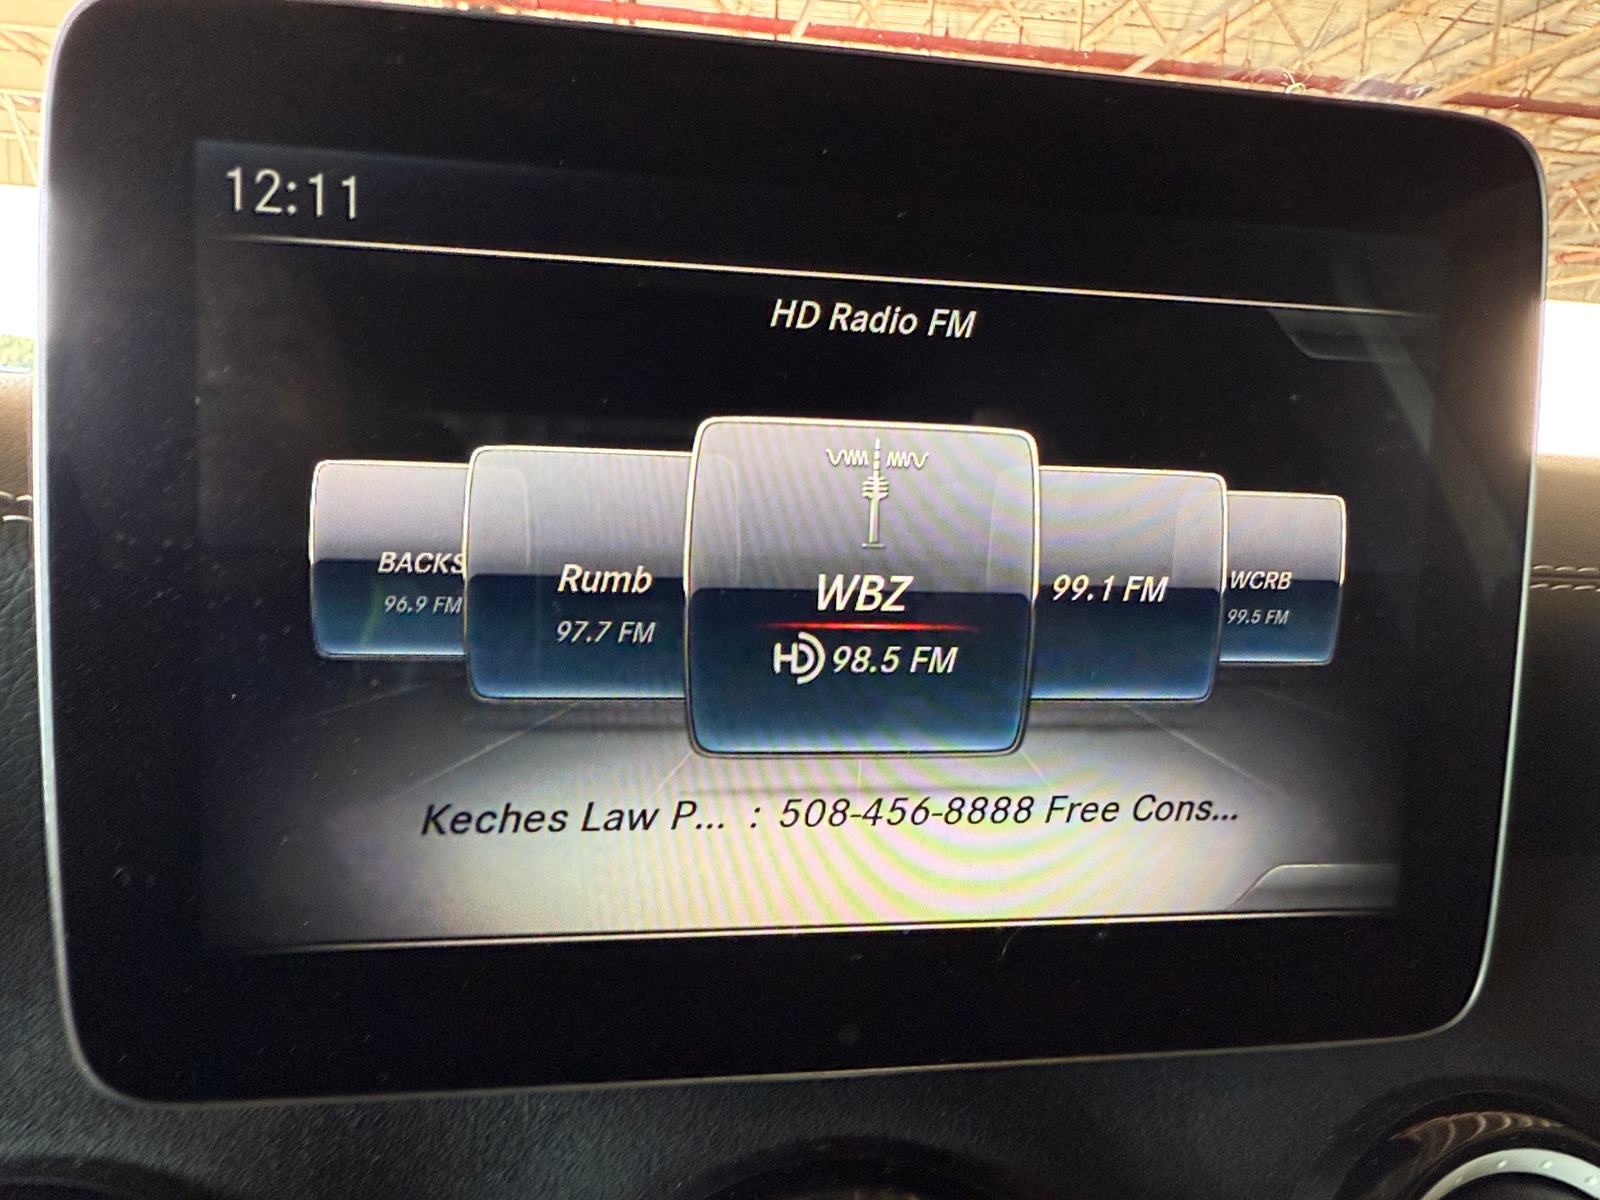 12:11
HD Radio FM
BACKS
96.9 FM
Rumb
97.7 FM
WBZ
HD 98.5 FM
99.1 FM
WCRB
99.5 FM
Keches Law P... : 508-456-8888 Free Cons...